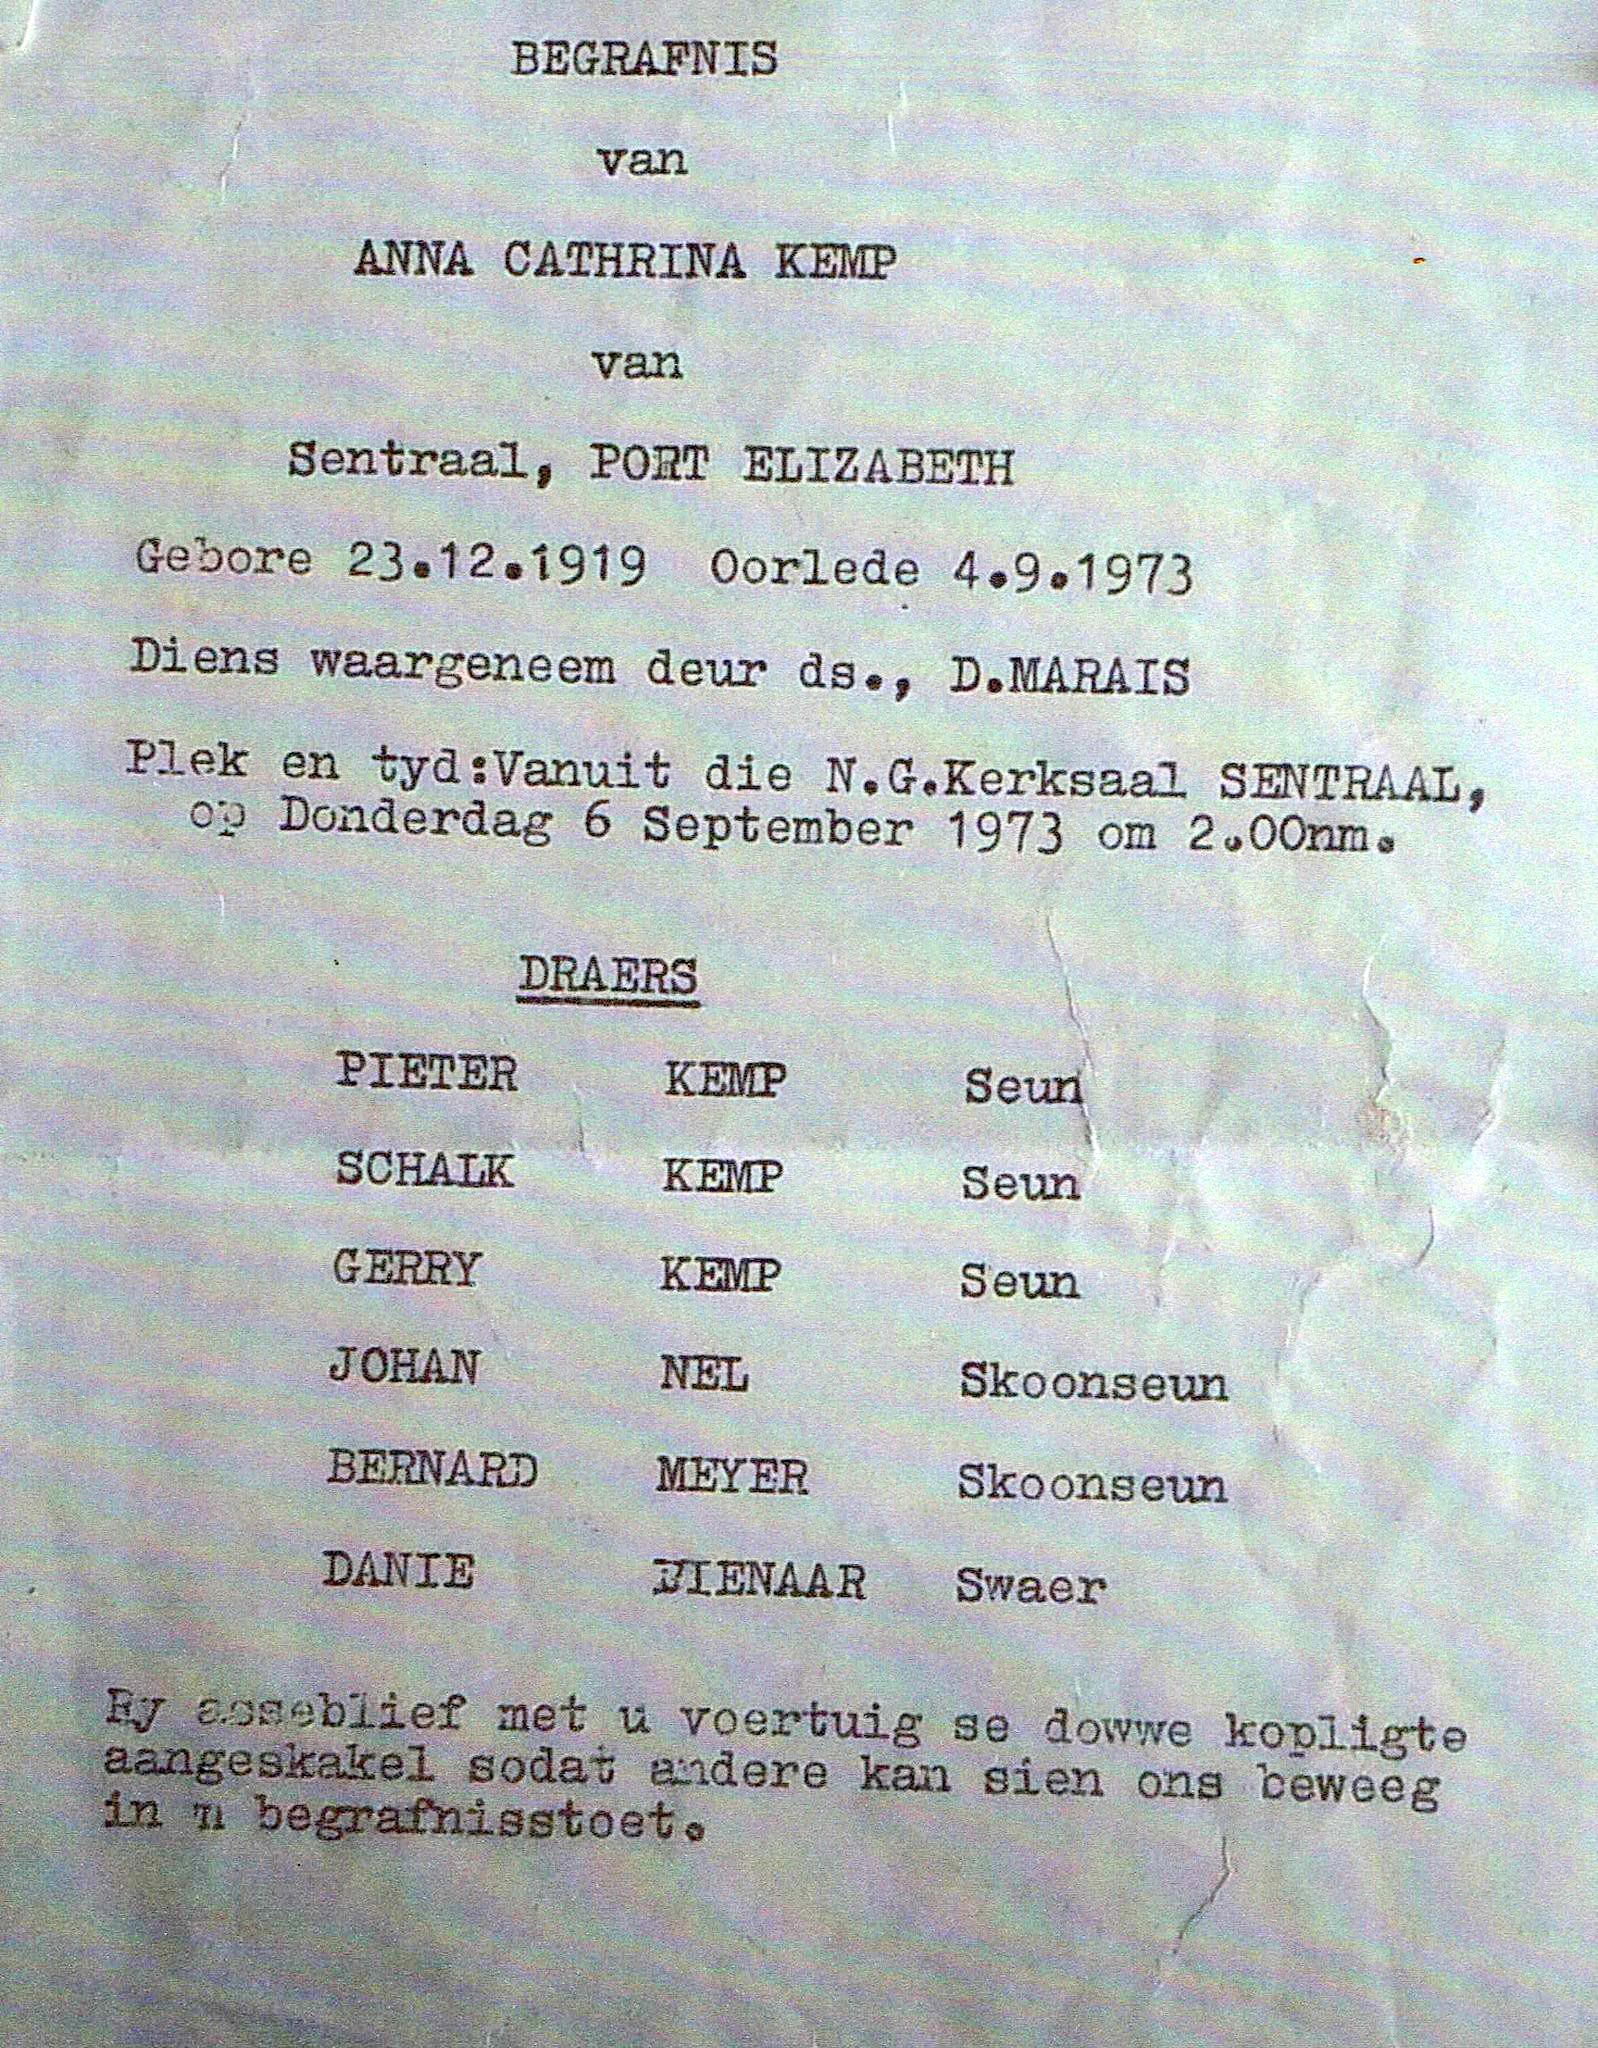 BEGRAFNIS
van
ANNA CATHRINA KEMP
van
Sentraal, PORT ELIZABETH
Gebore 23.12.1919 Oorlede 4.9.1973
Diens waargeneem deur ds., D.MARAIS
Plek en tyd:Vanuit die N.G.Kerksaal SENTRAAL,
op Donderdag 6 September 1973 om 2.00nm.
DRAERS
PIETER KEMP Seun
SCHALK KEMP Seun
GERRY KEMP Seun
JOHAN NEL Skoonseun
BERNARD MEYER Skoonseun
DANIE DIENAAR Swaer
Ry asseblief met u voertuig se dowwe kopligte
aangeskakel sodat andere kan sien ons beweeg
in 'n begrafnisstoet.